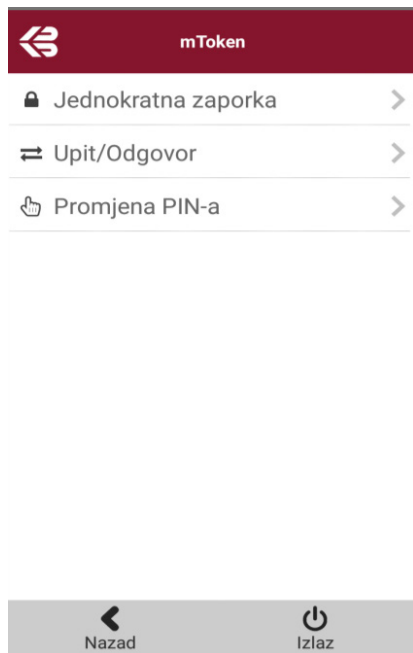 mToken
Jednokratna zaporka
Upit/Odgovor
Promjena PIN-a
Nazad
Izlaz